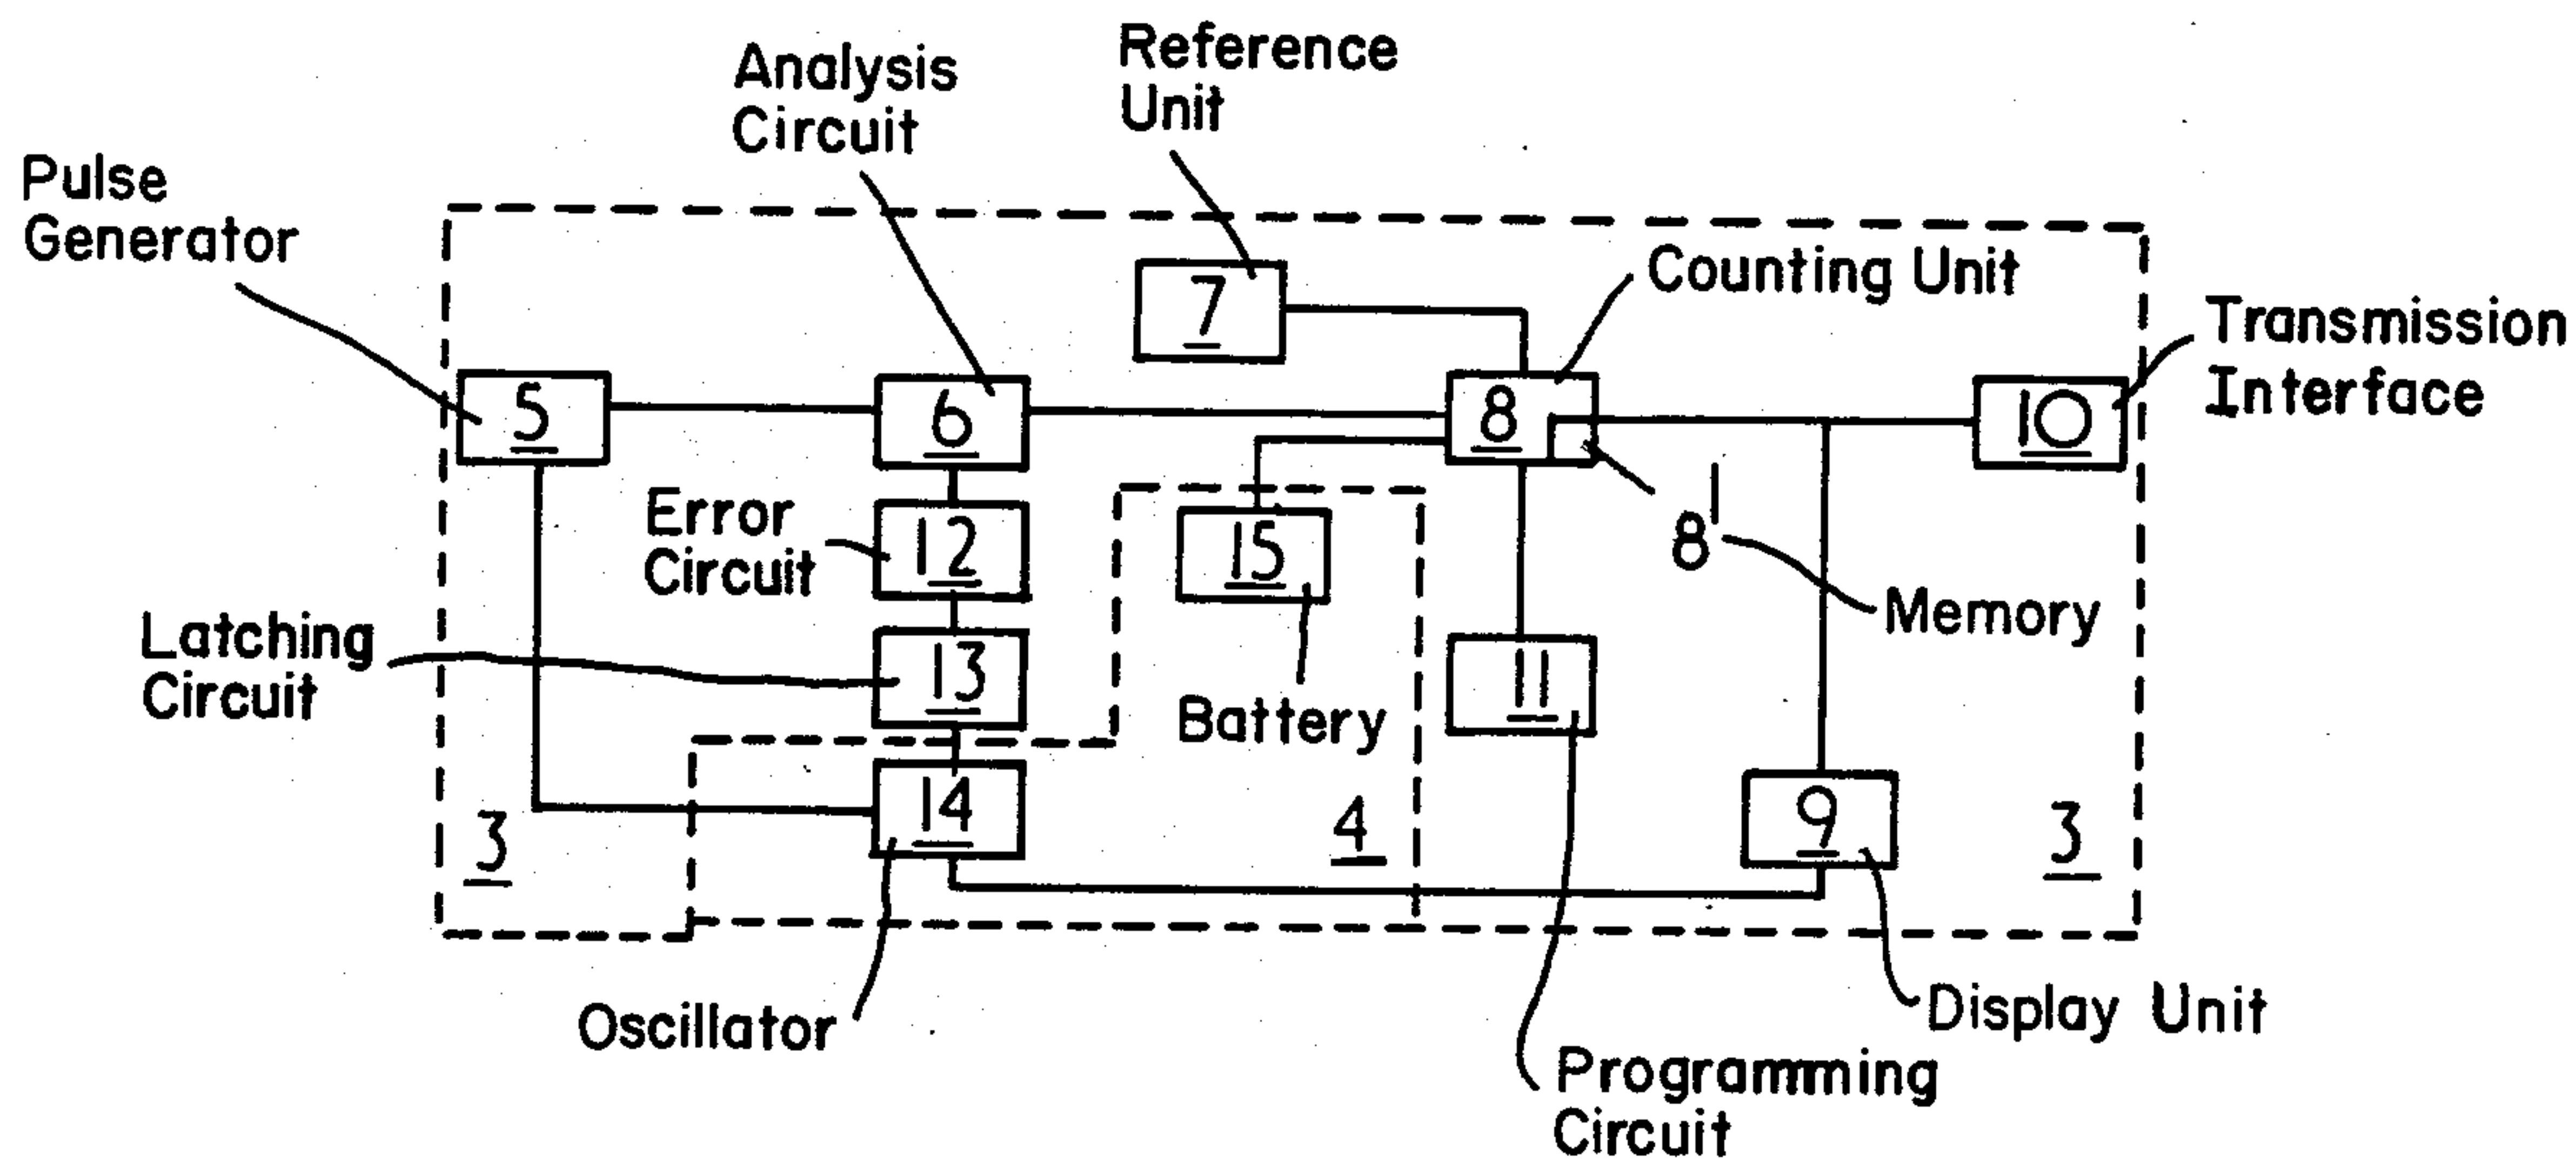 Reference
Unit
Analysis
Circuit
Pulse
Generator
Counting Unit
7
Transmission
Interface
5
6
8
10
8'
Error
Circuit
12
15
Memory
Latching
Circuit
13
11
Battery
14
9
3
4
3
Oscillator
Display Unit
Programming
Circuit